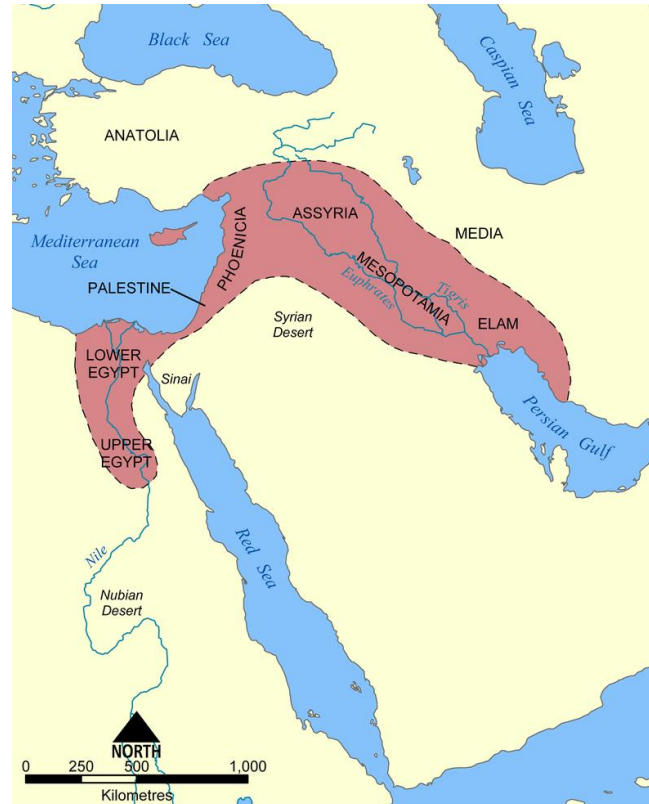 Black Sea
Caspian
Sea
ANATOLIA
ASSYRIA
MEDIA
PHOENICIA
Mediterranean
Sea
MESOPOTAMIA
Tigris
Euphrates
PALESTINE
ELAM
Syrian
Desert
LOWER
EGYPT
Sinai
Persian Gulf
UPPER
EGYPT
Red Sea
Nile
Nubian
Desert
NORTH
0 250 500 1,000
Kilometres